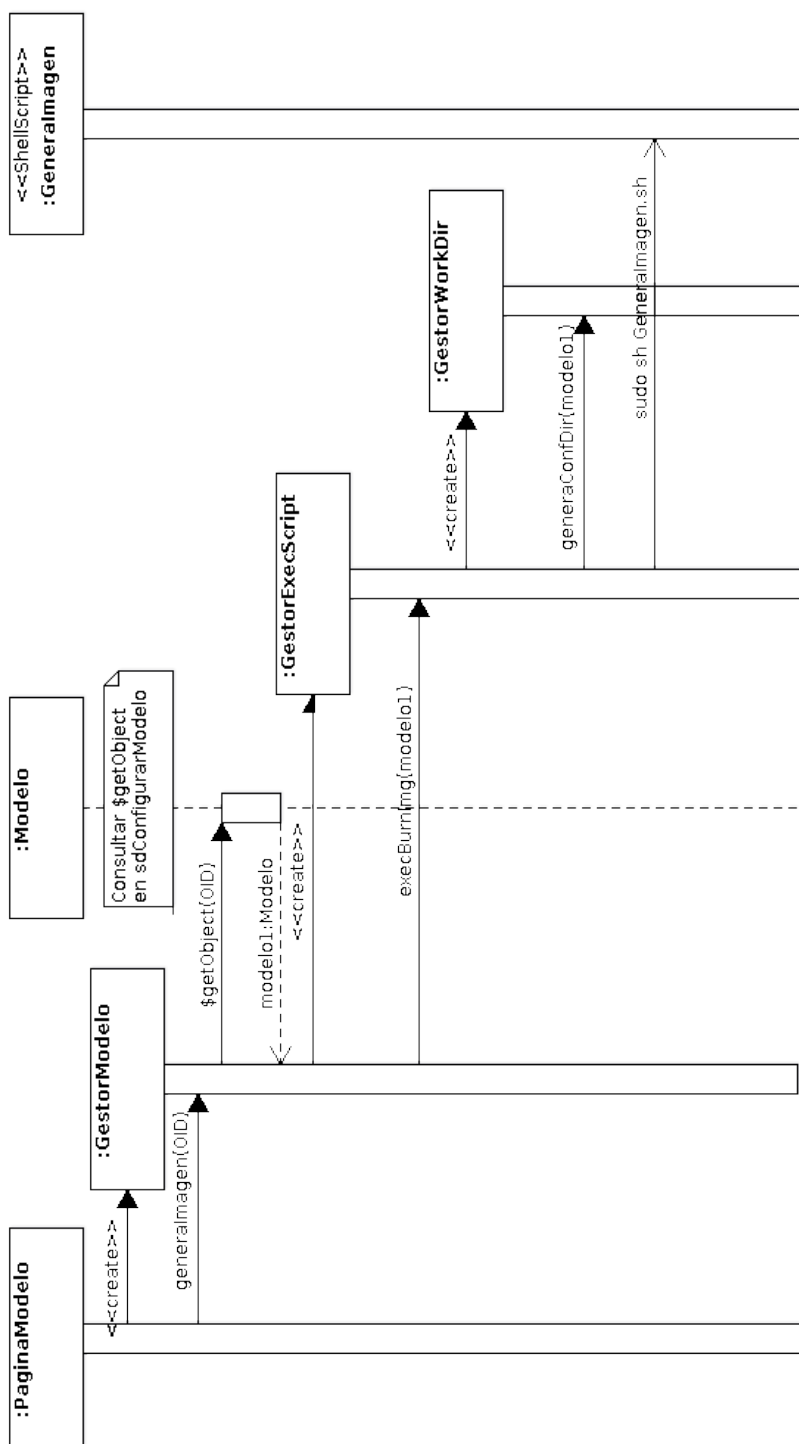 :PaginaModelo
<<create>>
:GestorModelo
generaImagen(OID)
:Modelo
Consultar $getObject
en sdConfigurarModelo
$getObject(OID)
modelo1:Modelo
<<create>>
:GestorExecScript
execBurnImg(modelo1)
<<create>>
:GestorWorkDir
generaConfDir(modelo1)
sudo sh GeneraImagen.sh
<<ShellScript>>
:GeneraImagen